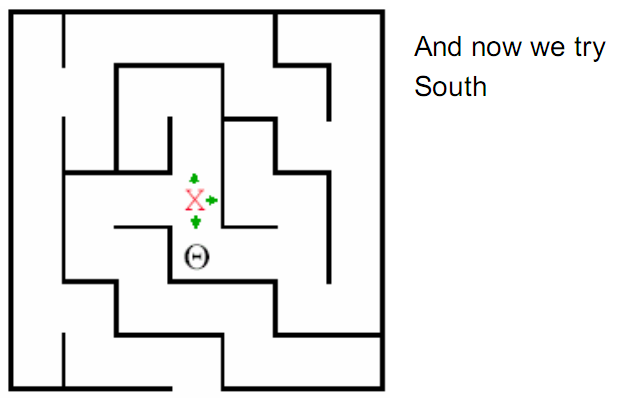 And now we try
South
X
Θ